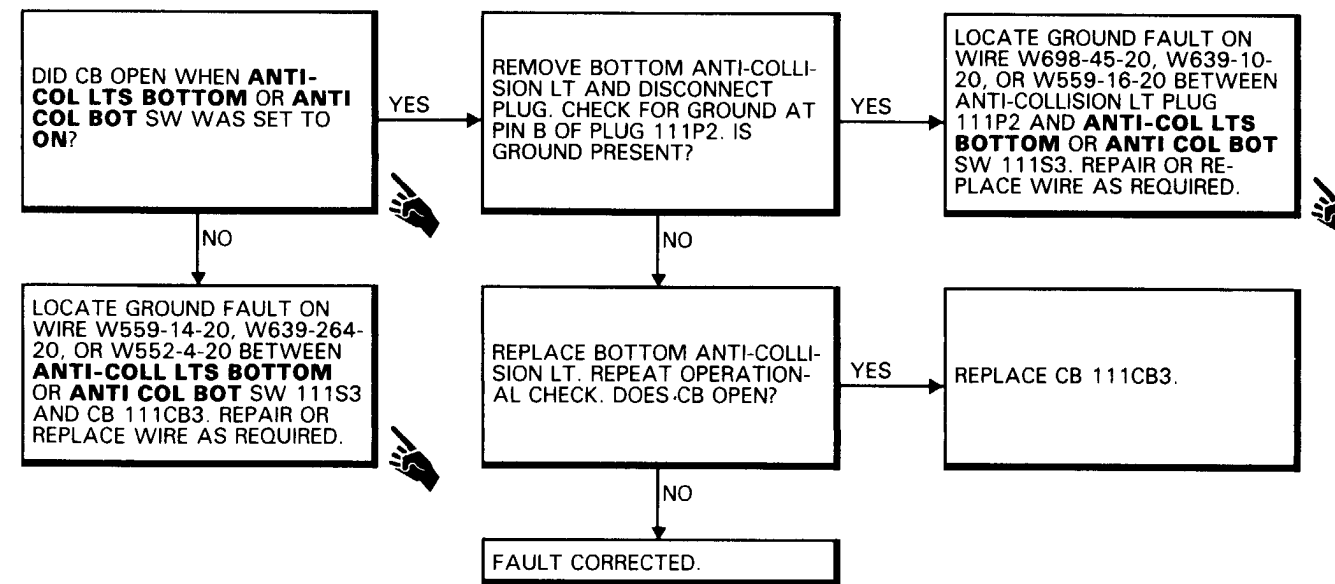 DID CB OPEN WHEN ANTI-
COL LTS BOTTOM OR ANTI
COL BOT SW WAS SET TO
ON?
YES
REMOVE BOTTOM ANTI-COLLI-
SION LT AND DISCONNECT
PLUG. CHECK FOR GROUND AT
PIN B OF PLUG 111P2. IS
GROUND PRESENT?
YES
LOCATE GROUND FAULT ON
WIRE W698-45-20, W639-10-
20, OR W559-16-20 BETWEEN
ANTI-COLLISION LT PLUG
111P2 AND ANTI-COL LTS
BOTTOM OR ANTI COL BOT
SW 111S3. REPAIR OR RE-
PLACE WIRE AS REQUIRED.
NO
NO
LOCATE GROUND FAULT ON
WIRE W559-14-20, W639-264-
20, OR W552-4-20 BETWEEN
ANTI-COLL LTS BOTTOM
OR ANTI COL BOT SW 111S3
AND CB 111CB3. REPAIR OR
REPLACE WIRE AS REQUIRED.
REPLACE BOTTOM ANTI-COLLI-
SION LT. REPEAT OPERATION-
AL CHECK. DOES CB OPEN?
YES
REPLACE CB 111CB3.
NO
FAULT CORRECTED.